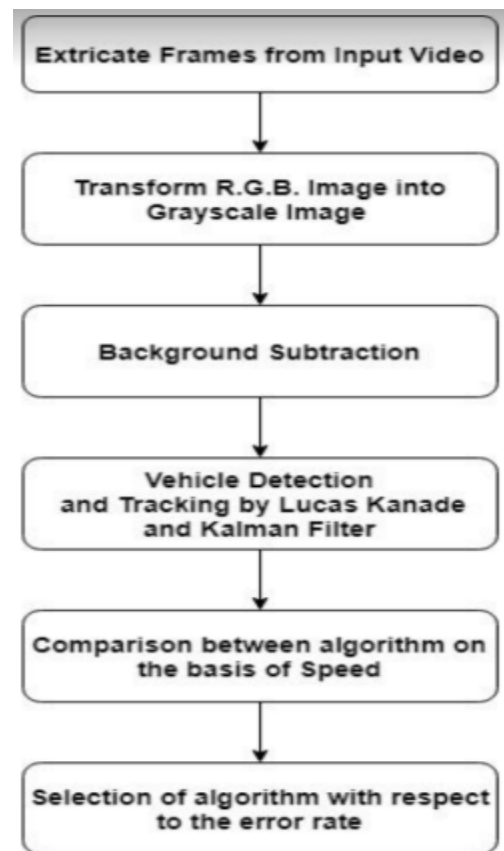 Extricate Frames from Input Video
Transform R.G.B. Image into
Grayscale Image
Background Subtraction
Vehicle Detection
and Tracking by Lucas Kanade
and Kalman Filter
Comparison between algorithm on
the basis of Speed
Selection of algorithm with respect
to the error rate